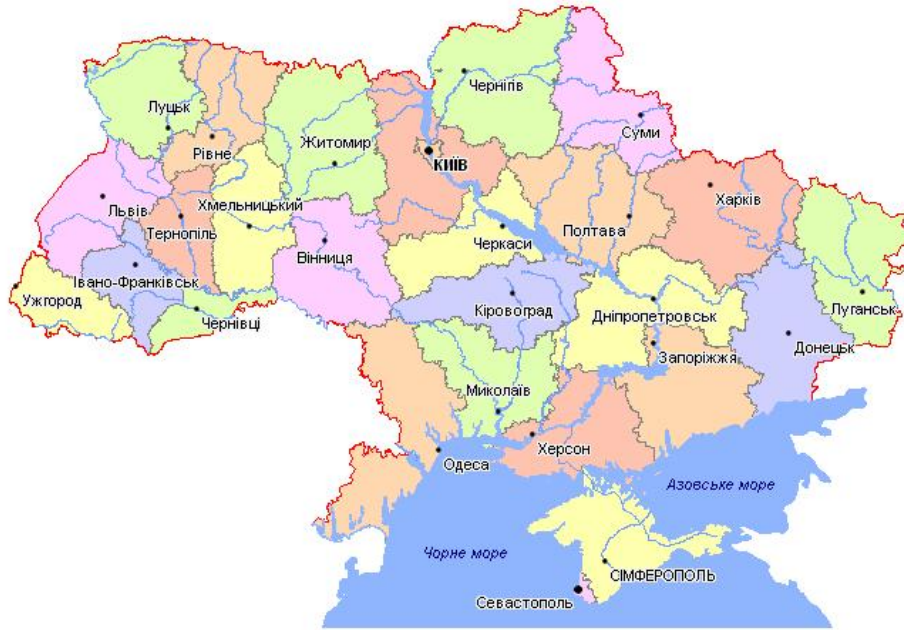 Чернігів
Луцьк
Суми
Житомир
Рівне
КИЇВ
Харків
Львів
Хмельницький
Тернопіль
Полтава
Черкаси
Вінниця
Івано-Франківськ
Ужгород
Кіровоград
Луганськ
Дніпропетровськ
Чернівці
Донецьк
Запоріжжя
Миколаїв
Херсон
Одеса
Азовське море
Чорне море
СІМФЕРОПОЛЬ
Севастополь